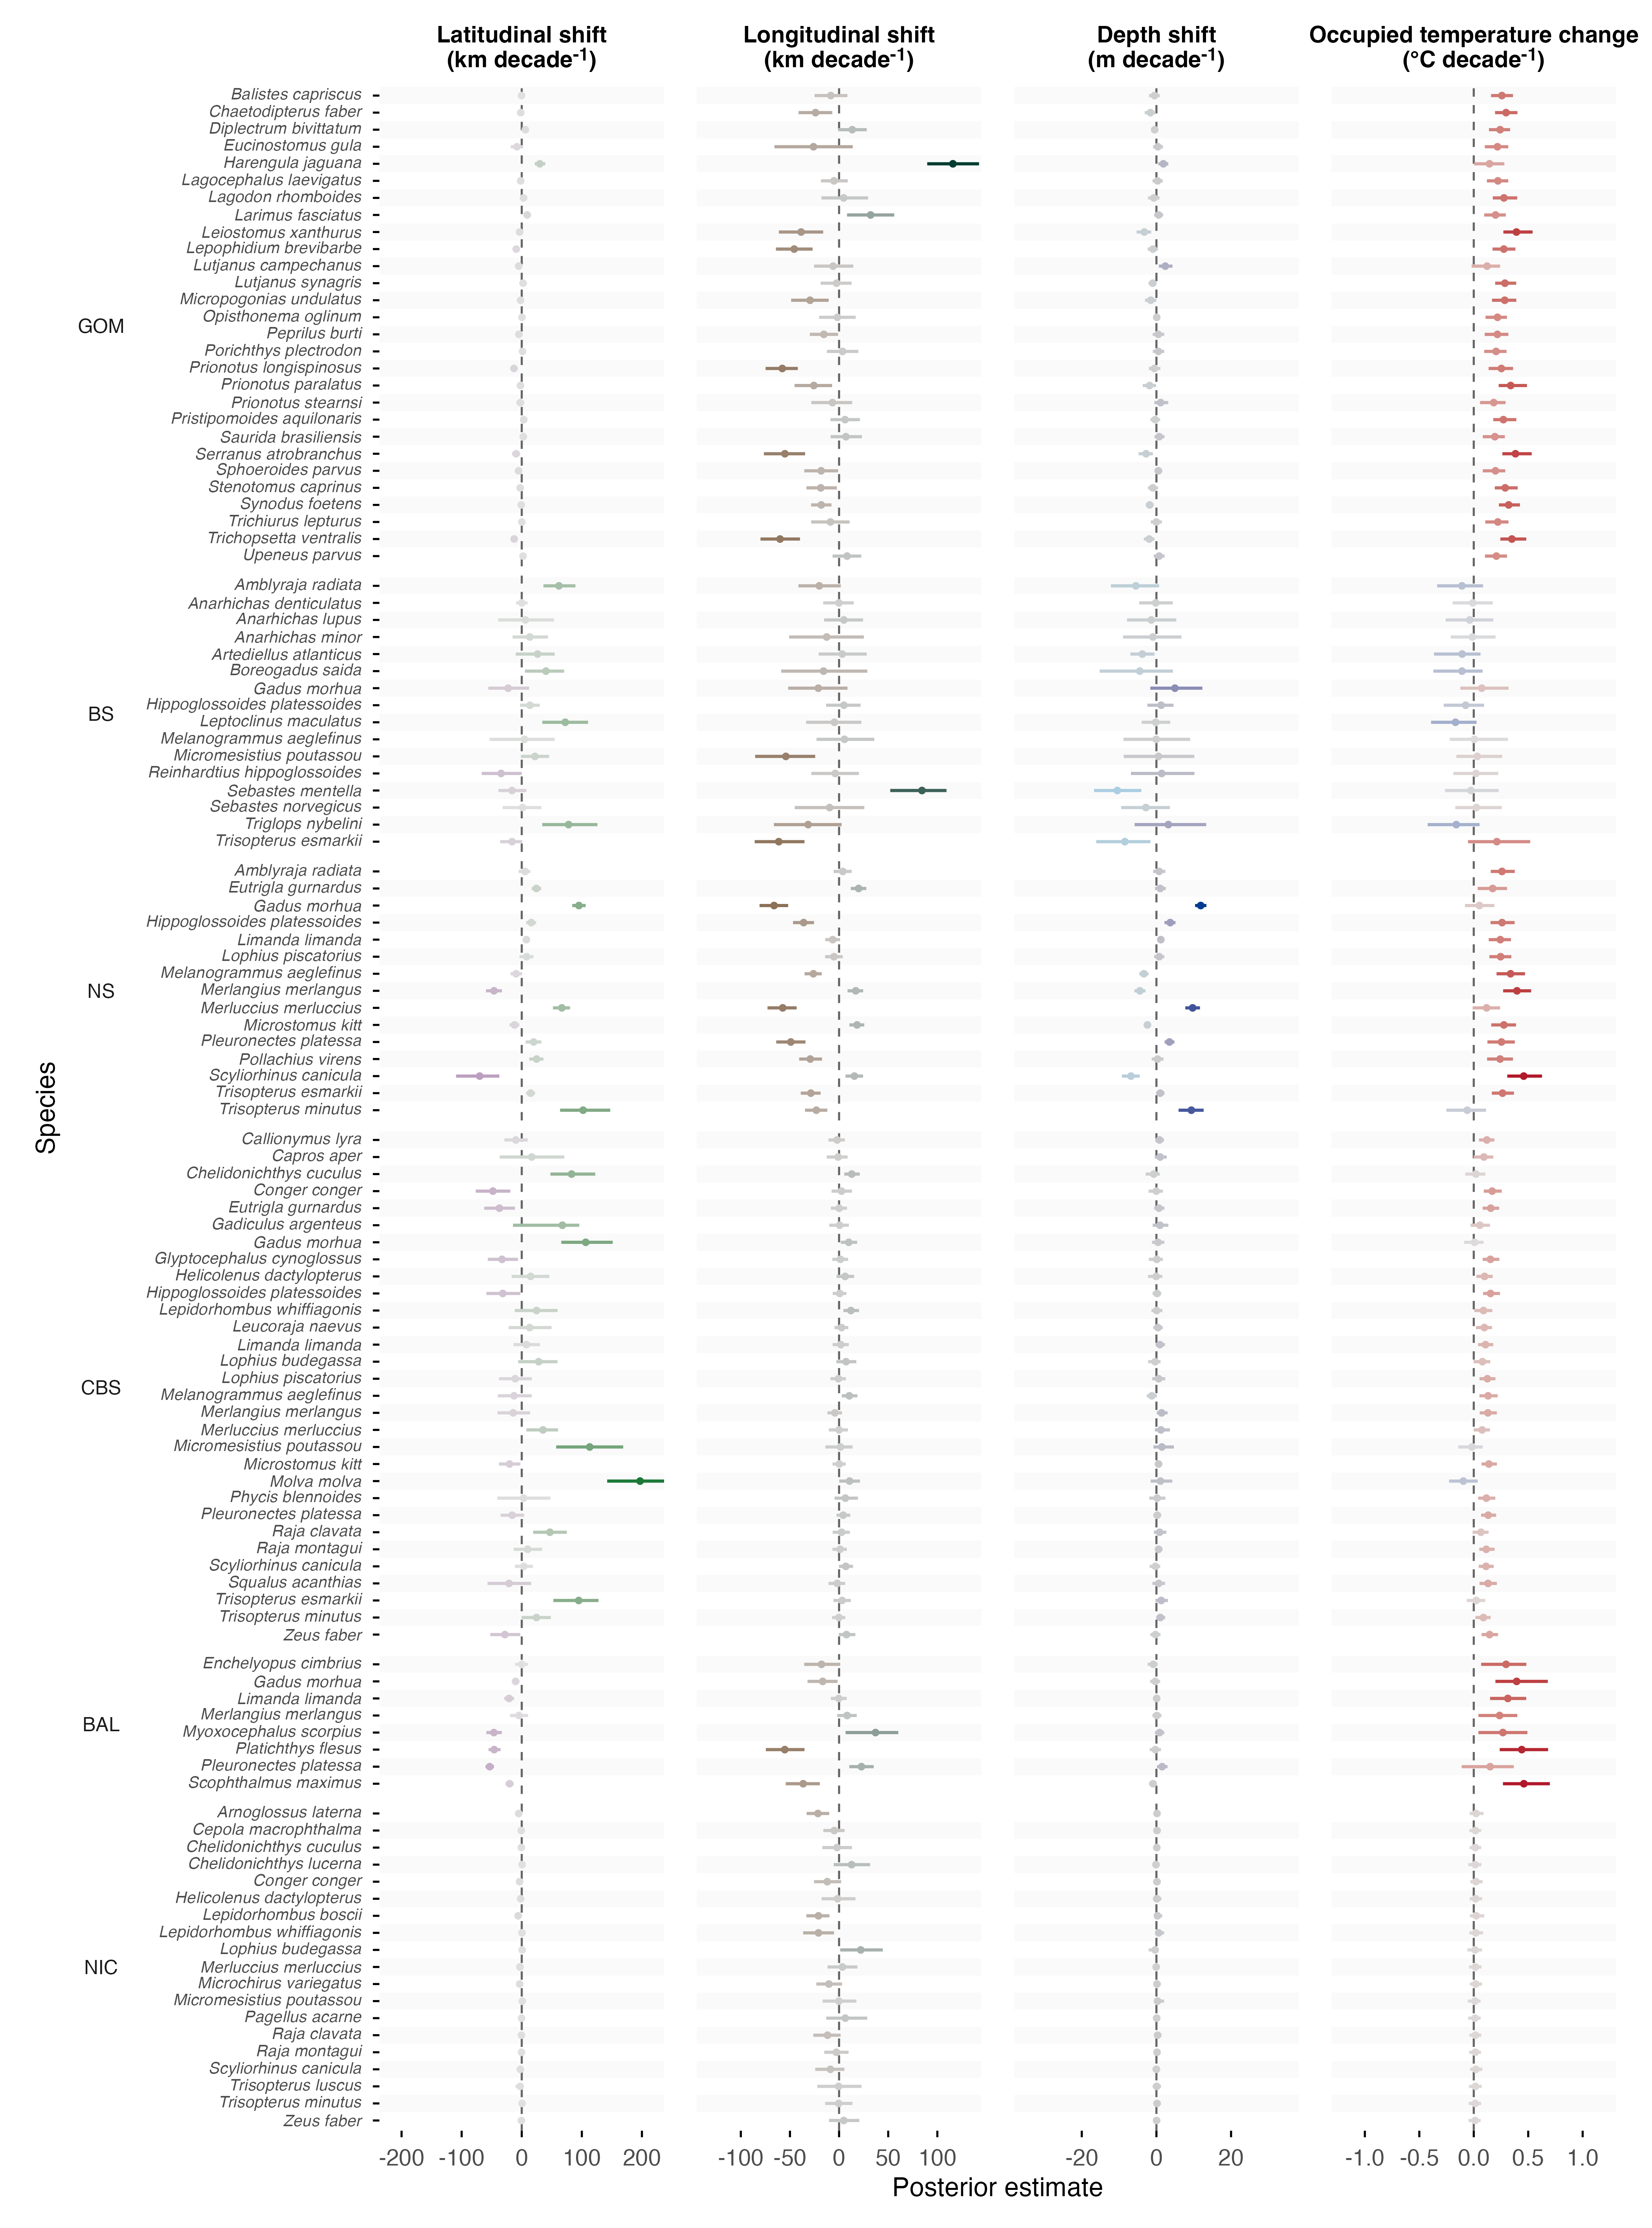 Latitudinal shift
(km decade⁻¹)
Longitudinal shift
(km decade⁻¹)
Depth shift
(m decade⁻¹)
Occupied temperature change
(°C decade⁻¹)
Species
GOM
Balistes capriscus
Chaetodipterus faber
Diplectrum bivittatum
Eucinostomus gula
Harengula jaguana
Lagocephalus laevigatus
Lagodon rhomboides
Larimus fasciatus
Leiostomus xanthurus
Lepophidium brevibarbe
Lutjanus campechanus
Lutjanus synagris
Micropogonias undulatus
Opisthonema oglinum
Peprilus burti
Porichthys plectrodon
Prionotus longispinosus
Prionotus paralatus
Prionotus stearnsi
Pristipomoides aquilonaris
Saurida brasiliensis
Serranus atrobranchus
Sphoeroides parvus
Stenotomus caprinus
Synodus foetens
Trichiurus lepturus
Trichopsetta ventralis
Upeneus parvus
BS
Amblyraja radiata
Anarhichas denticulatus
Anarhichas lupus
Anarhichas minor
Artediellus atlanticus
Boreogadus saida
Gadus morhua
Hippoglossoides platessoides
Leptoclinus maculatus
Melanogrammus aeglefinus
Micromesistius poutassou
Reinhardtius hippoglossoides
Sebastes mentella
Sebastes norvegicus
Triglops nybelini
Trisopterus esmarkii
NS
Amblyraja radiata
Eutrigla gurnardus
Gadus morhua
Hippoglossoides platessoides
Limanda limanda
Lophius piscatorius
Melanogrammus aeglefinus
Merlangius merlangus
Merluccius merluccius
Microstomus kitt
Pleuronectes platessa
Pollachius virens
Scyliorhinus canicula
Trisopterus esmarkii
Trisopterus minutus
CBS
Callionymus lyra
Capros aper
Chelidonichthys cuculus
Conger conger
Eutrigla gurnardus
Gadiculus argenteus
Gadus morhua
Glyptocephalus cynoglossus
Helicolenus dactylopterus
Hippoglossoides platessoides
Lepidorhombus whiffiagonis
Leucoraja naevus
Limanda limanda
Lophius budegassa
Lophius piscatorius
Melanogrammus aeglefinus
Merlangius merlangus
Merluccius merluccius
Micromesistius poutassou
Microstomus kitt
Molva molva
Phycis blennoides
Pleuronectes platessa
Raja clavata
Raja montagui
Scyliorhinus canicula
Squalus acanthias
Trisopterus esmarkii
Trisopterus minutus
Zeus faber
BAL
Enchelyopus cimbrius
Gadus morhua
Limanda limanda
Merlangius merlangus
Myoxocephalus scorpius
Platichthys flesus
Pleuronectes platessa
Scophthalmus maximus
NIC
Arnoglossus laterna
Cepola macrophthalma
Chelidonichthys cuculus
Chelidonichthys lucerna
Conger conger
Helicolenus dactylopterus
Lepidorhombus boscii
Lepidorhombus whiffiagonis
Lophius budegassa
Merluccius merluccius
Microchirus variegatus
Micromesistius poutassou
Pagellus acarne
Raja clavata
Raja montagui
Scyliorhinus canicula
Trisopterus luscus
Trisopterus minutus
Zeus faber
-200 -100 0 100 200
-100 -50 0 50 100
-20 0 20
-1.0 -0.5 0.0 0.5 1.0
Posterior estimate